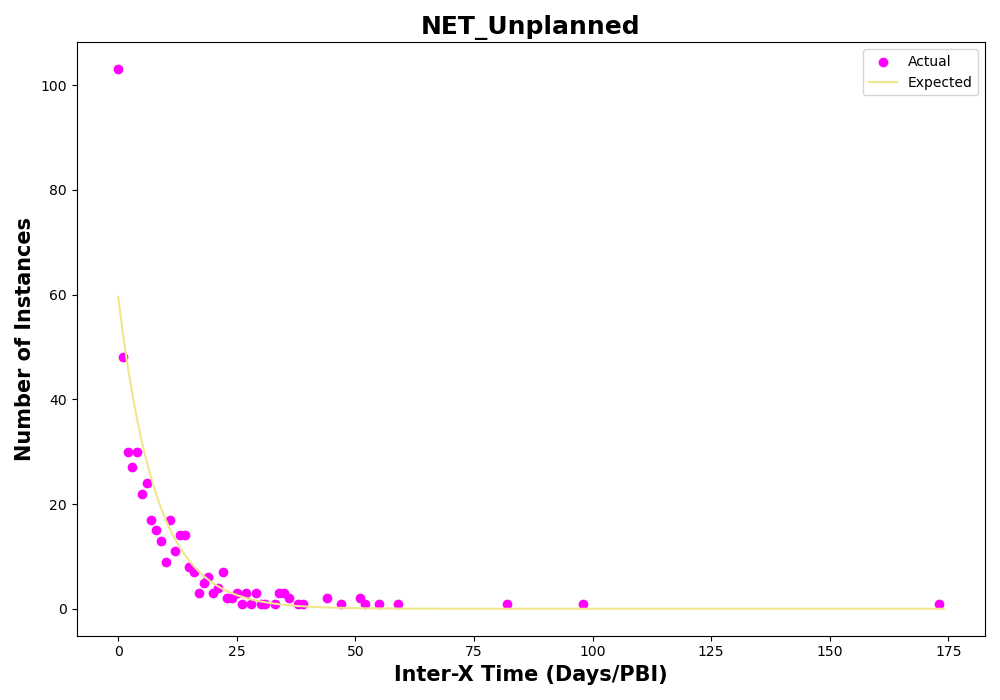 NET_Unplanned
Actual
Expected
100
80
60
40
20
0
Number of Instances
0 25 50 75 100 125 150 175
Inter-X Time (Days/PBI)